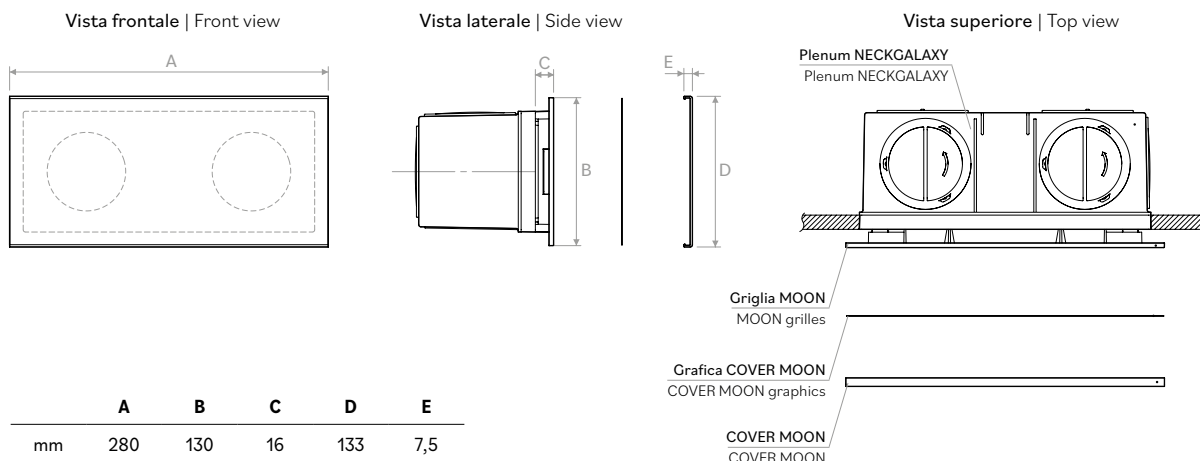 Vista frontale | Front view
Vista laterale | Side view
Vista superiore | Top view
A
C
E
B
D
Plenum NECKGALAXY
Plenum NECKGALAXY
Griglia MOON
MOON grilles
Grafica COVER MOON
COVER MOON graphics
COVER MOON
COVER MOON
A B C D E
mm 280 130 16 133 7,5